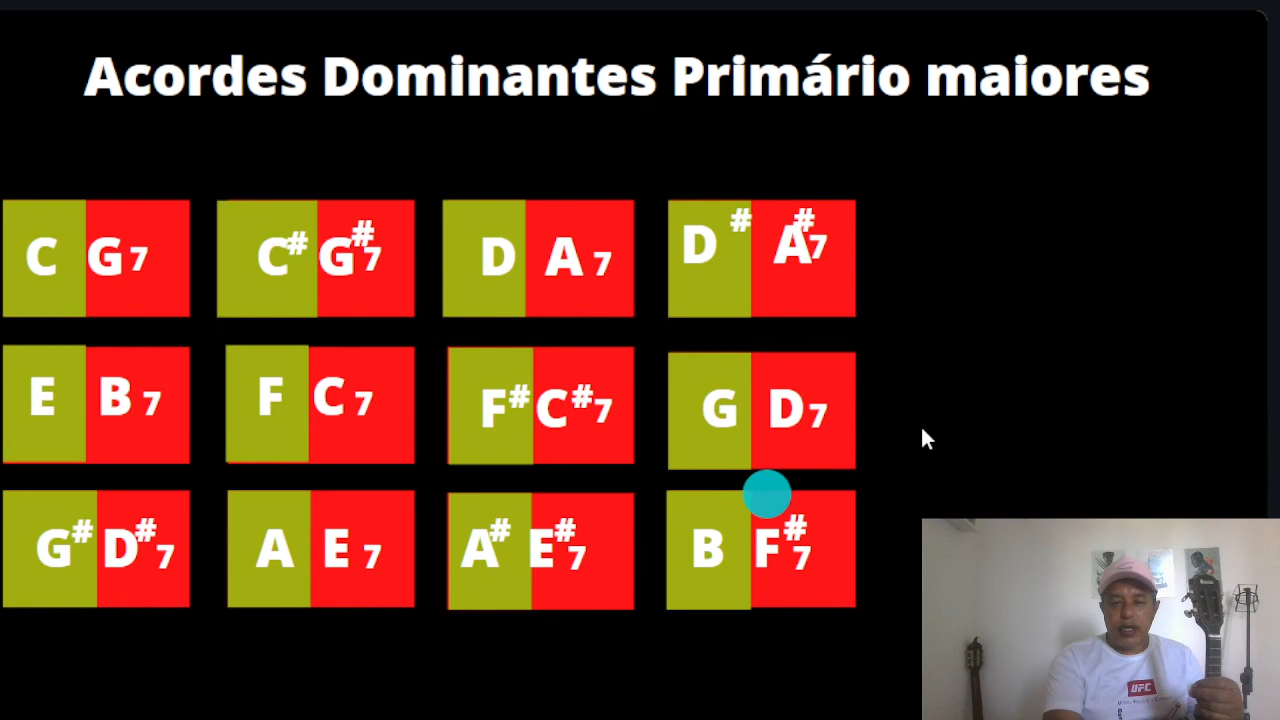 Acordes Dominantes Primário maiores
C G7 C# G#7 D A7 D# A#7
E B7 F C7 F# C#7 G D7
G# D#7 A E7 A# E#7 B F#7
UFC